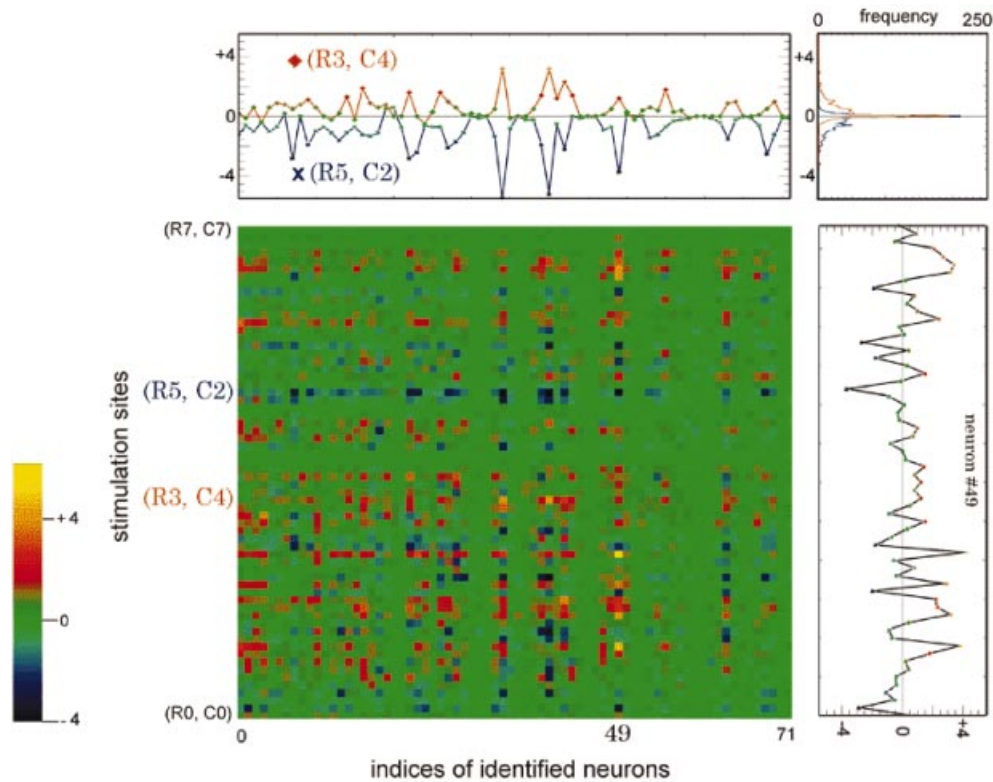 0 frequency 250
+4
0
-4
(R3, C4)
x (R5, C2)
+4
0
-4
(R7, C7)
(R5, C2)
(R3, C4)
(R0, C0)
stimulation sites
+4
0
-4
neuron #49
-4 0 +4
0 49 71
indices of identified neurons